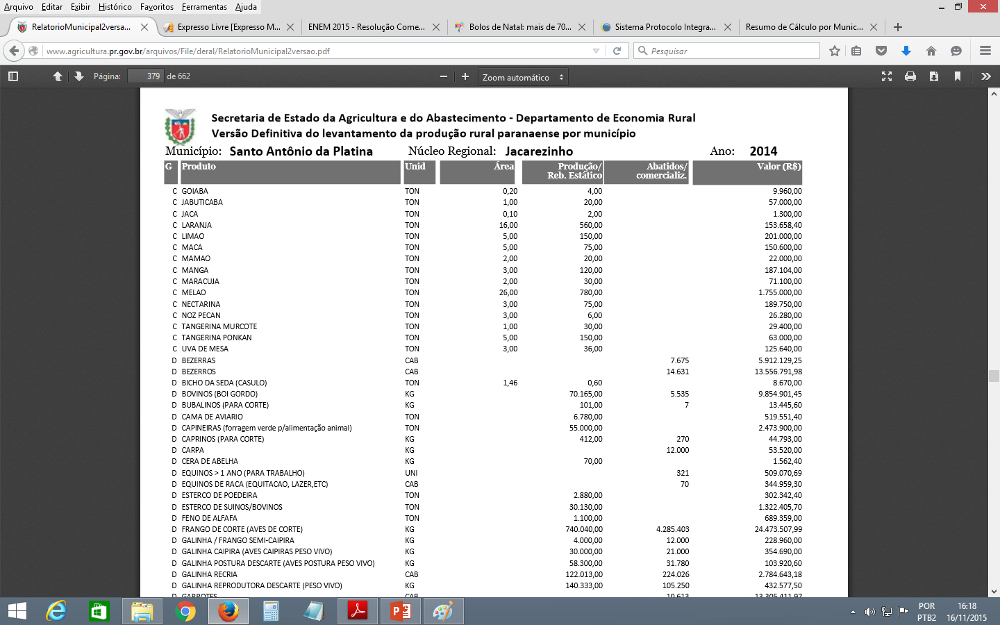 Arquivo Editar Exibir Histórico Favoritos Ferramentas Ajuda
RelatorioMunicipal2versa... Expresso Livre [Expresso M... ENEM 2015 - Resolução Come... Bolos de Natal: mais de 70... Sistema Protocolo Integra... Resumo de Cálculo por Munic...
www.agricultura.pr.gov.br/arquivos/File/deral/RelatorioMunicipal2versao.pdf Pesquisar
Página: 379 de 662 Zoom automático
Secretaria de Estado da Agricultura e do Abastecimento - Departamento de Economia Rural
Versão Definitiva do levantamento da produção rural paranaense por município
Município: Santo Antônio da Platina Núcleo Regional: Jacarezinho Ano: 2014
G Produto Unid Área Produção/ Abatidos/ Valor (R$)
Reb. Estático comercializ.
C GOIABA TON 0,20 4,00 9.960,00
C JABUTICABA TON 1,00 20,00 57.000,00
C JACA TON 0,10 2,00 1.300,00
C LARANJA TON 16,00 560,00 153.658,40
C LIMAO TON 5,00 150,00 201.000,00
C MACA TON 5,00 75,00 150.600,00
C MAMAO TON 2,00 20,00 22.000,00
C MANGA TON 3,00 120,00 187.104,00
C MARACUJA TON 2,00 30,00 71.100,00
C MELAO TON 26,00 780,00 1.755.000,00
C NECTARINA TON 3,00 75,00 189.750,00
C NOZ PECAN TON 3,00 6,00 26.280,00
C TANGERINA MURCOTE TON 1,00 30,00 29.400,00
C TANGERINA PONKAN TON 5,00 150,00 63.000,00
C UVA DE MESA TON 3,00 36,00 125.640,00
D BEZERRAS CAB 7.675 5.912.129,25
D BEZERROS CAB 14.631 13.556.791,98
D BICHO DA SEDA (CASULO) TON 1,46 0,60 8.670,00
D BOVINOS (BOI GORDO) KG 70.165,00 5.535 9.854.901,45
D BUBALINOS (PARA CORTE) KG 101,00 7 13.445,60
D CAMA DE AVIARIO TON 6.780,00 519.551,40
D CAPINEIRAS (forragem verde p/alimentação animal) TON 55.000,00 2.473.900,00
D CAPRINOS (PARA CORTE) KG 412,00 270 44.793,00
D CARPA KG 12.000 53.520,00
D CERA DE ABELHA KG 70,00 1.562,40
D EQUINOS > 1 ANO (PARA TRABALHO) UNI 321 509.070,69
D EQUINOS DE RACA (EQUITACAO, LAZER,ETC) CAB 70 344.959,30
D ESTERCO DE POEDEIRA TON 2.880,00 302.342,40
D ESTERCO DE SUINOS/BOVINOS TON 30.130,00 1.322.405,70
D FENO DE ALFAFA TON 1.100,00 689.359,00
D FRANGO DE CORTE (AVES DE CORTE) KG 740.040,00 4.285.403 24.473.507,99
D GALINHA / FRANGO SEMI-CAIPIRA KG 4.000,00 12.000 228.960,00
D GALINHA CAIPIRA (AVES CAIPIRAS PESO VIVO) KG 30.000,00 21.000 354.690,00
D GALINHA POSTURA DESCARTE (AVES POSTURA PESO VIVO) KG 58.300,00 31.780 103.920,60
D GALINHA RECRIA CAB 122.013,00 224.026 2.784.643,18
D GALINHA REPRODUTORA DESCARTE (PESO VIVO) KG 140.333,00 105.250 432.577,50
D GARROTES CAB 10.613 13.305.411,97
POR 16:18
PTB2 16/11/2015